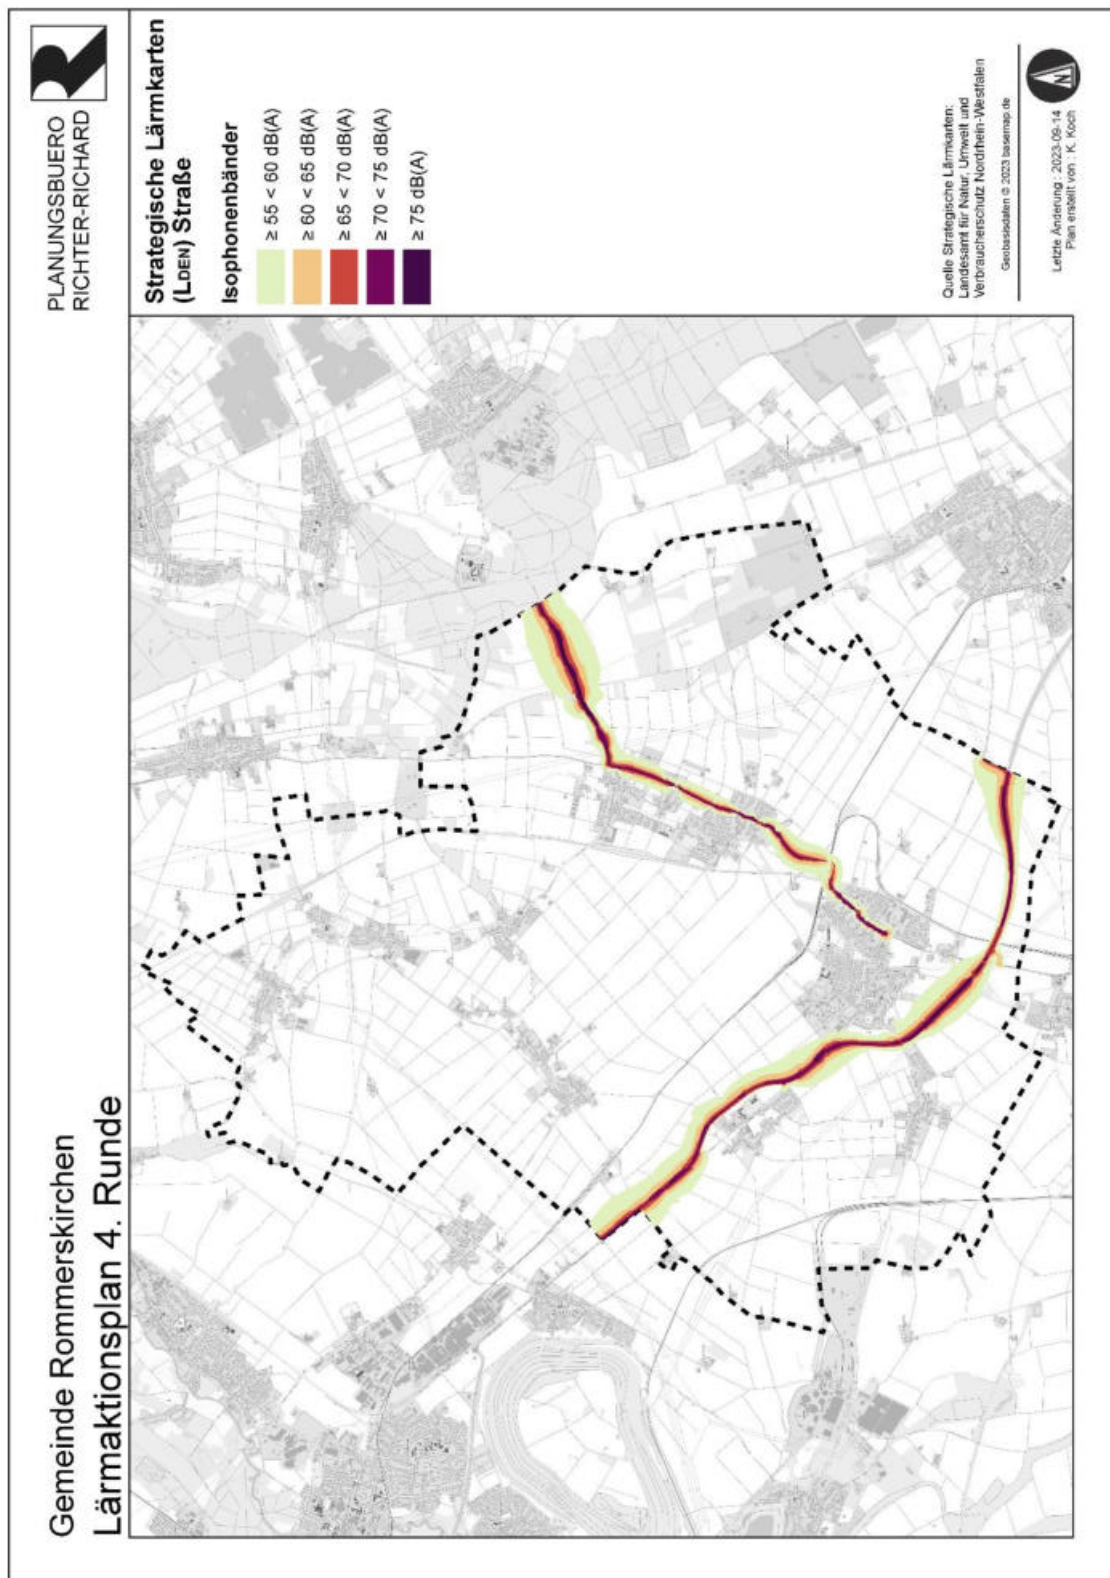 Gemeinde Rommerskirchen
Lärmaktionsplan 4. Runde
PLANUNGSBUERO
RICHTER-RICHARD
Strategische Lärmkarten
(LDEN) Straße
Isophonenbänder
≥ 55 < 60 dB(A)
≥ 60 < 65 dB(A)
≥ 65 < 70 dB(A)
≥ 70 < 75 dB(A)
≥ 75 dB(A)
Quelle Strategische Lärmkarten:
Landesamt für Natur, Umwelt und
Verbraucherschutz Nordrhein-Westfalen
Geobasisdaten © 2023 basemap.de
N
Letzte Änderung : 2023-09-14
Plan erstellt von : K. Koch